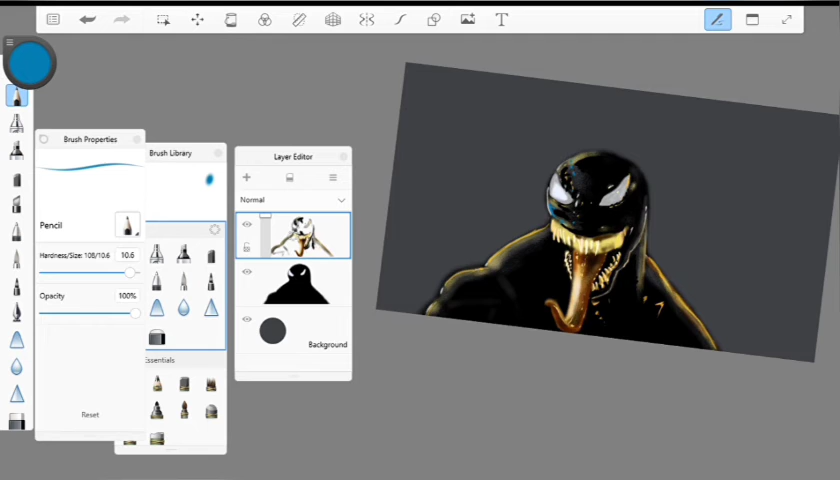 T
Brush Properties
Brush Library
Layer Editor
Normal
Pencil
Hardness/Size: 108/10.6
10.6
Opacity
100%
Background
Essentials
Reset